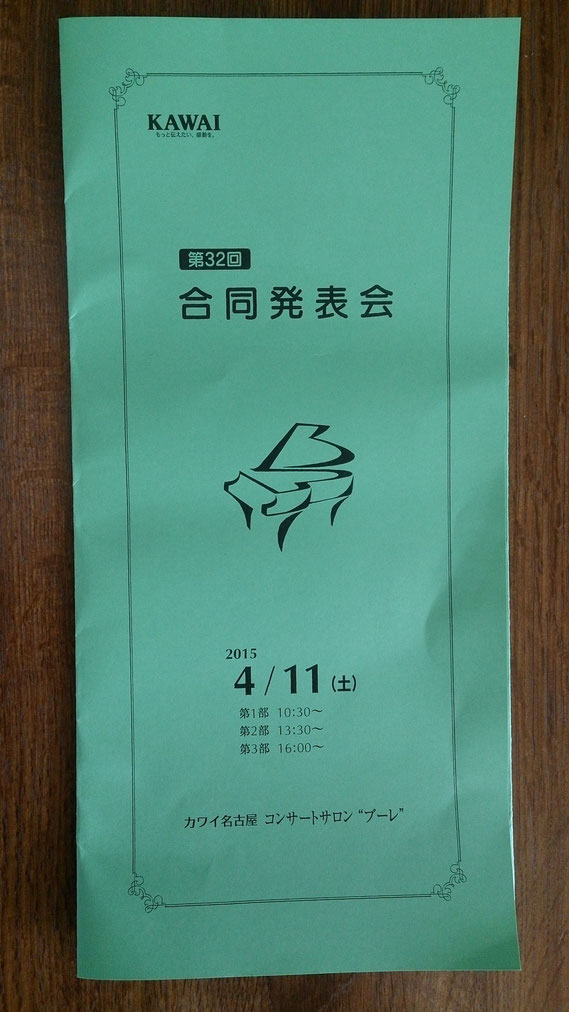 KAWAI
もっと伝えたい、感動を。
第32回
合同発表会
2015
4/11(土)
第1部 10:30〜
第2部 13:30〜
第3部 16:00〜
カワイ名古屋 コンサートサロン“ブーレ”